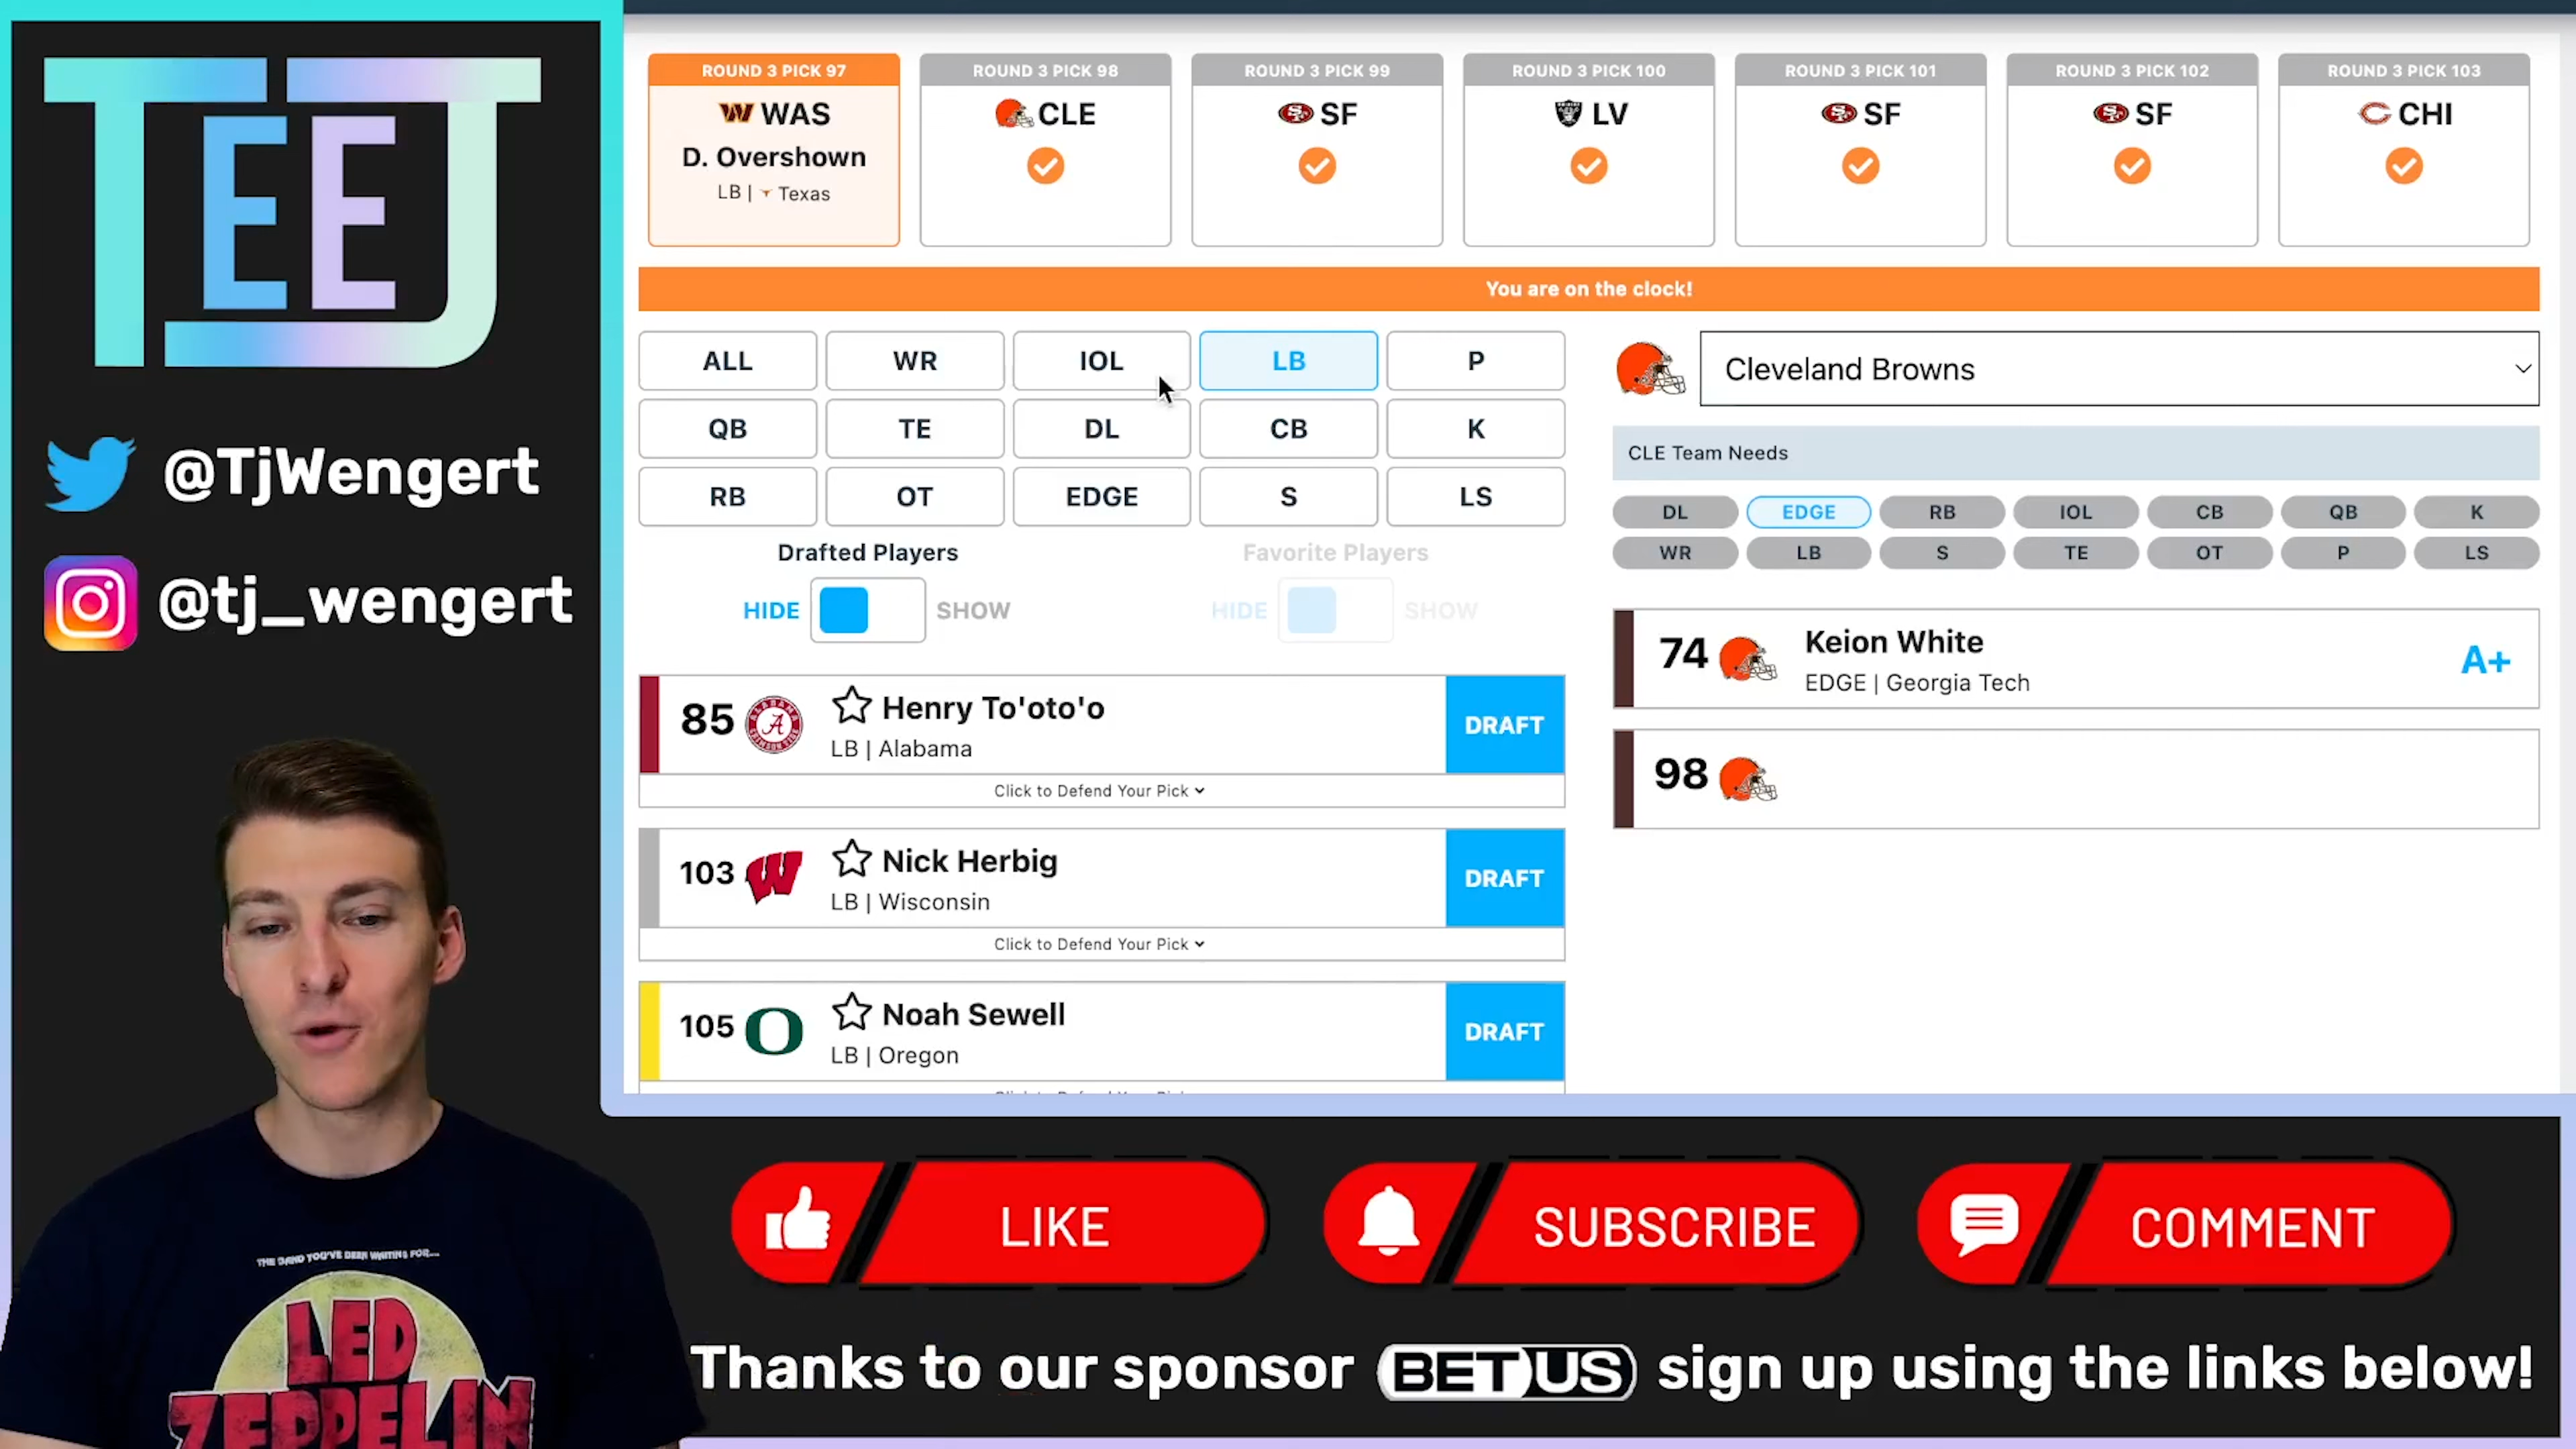 TEEJ
@TjWengert
@tj_wengert
ROUND 3 PICK 97
WAS
D. Overshown
LB | Texas
ROUND 3 PICK 98
CLE
ROUND 3 PICK 99
SF
ROUND 3 PICK 100
LV
ROUND 3 PICK 101
SF
ROUND 3 PICK 102
SF
ROUND 3 PICK 103
CHI
You are on the clock!
ALL WR IOL LB P
QB TE DL CB K
RB OT EDGE S LS
Drafted Players
HIDE SHOW
Favorite Players
HIDE SHOW
85 A Henry To'oto'o
LB | Alabama
DRAFT
Click to Defend Your Pick
103 W Nick Herbig
LB | Wisconsin
DRAFT
Click to Defend Your Pick
105 O Noah Sewell
LB | Oregon
DRAFT
Cleveland Browns
CLE Team Needs
DL EDGE RB IOL CB QB K
WR LB S TE OT P LS
74 Keion White
EDGE | Georgia Tech
A+
98
THE BAND YOU'VE BEEN WAITING FOR...
LED
ZEPPELIN
LIKE
SUBSCRIBE
COMMENT
Thanks to our sponsor BETUS sign up using the links below!